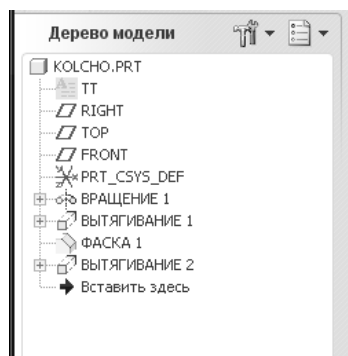 Дерево модели
KOLCHO.PRT
TT
RIGHT
TOP
FRONT
PRT_CSYS_DEF
ВРАЩЕНИЕ 1
ВЫТЯГИВАНИЕ 1
ФАСКА 1
ВЫТЯГИВАНИЕ 2
Вставить здесь